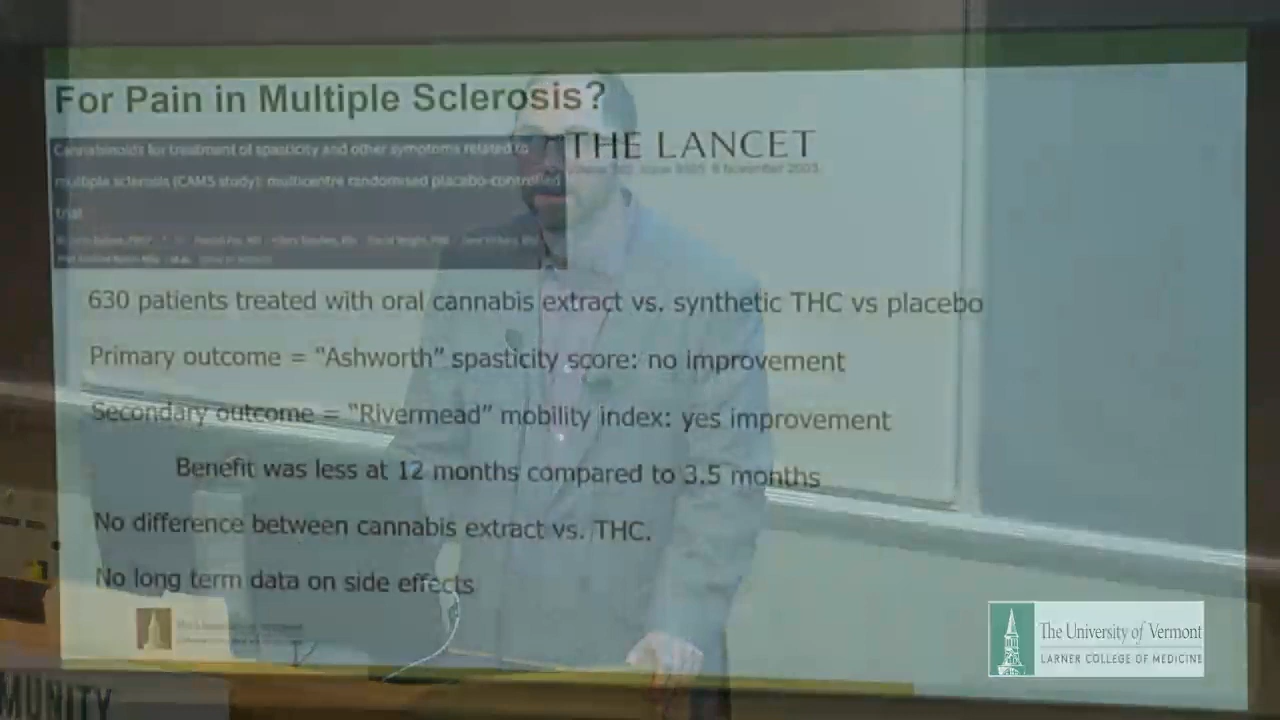 For Pain in Multiple Sclerosis?
THE LANCET
6 November 2003
Cannabinoids for treatment of spasticity and other symptoms related to
multiple sclerosis (CAMS study): multicentre randomised placebo-controlled
trial
630 patients treated with oral cannabis extract vs. synthetic THC vs placebo
Primary outcome = “Ashworth” spasticity score: no improvement
Secondary outcome = “Rivermead” mobility index: yes improvement
Benefit was less at 12 months compared to 3.5 months
No difference between cannabis extract vs. THC.
No long term data on side effects
The University of Vermont
LARNER COLLEGE OF MEDICINE
MUNITY